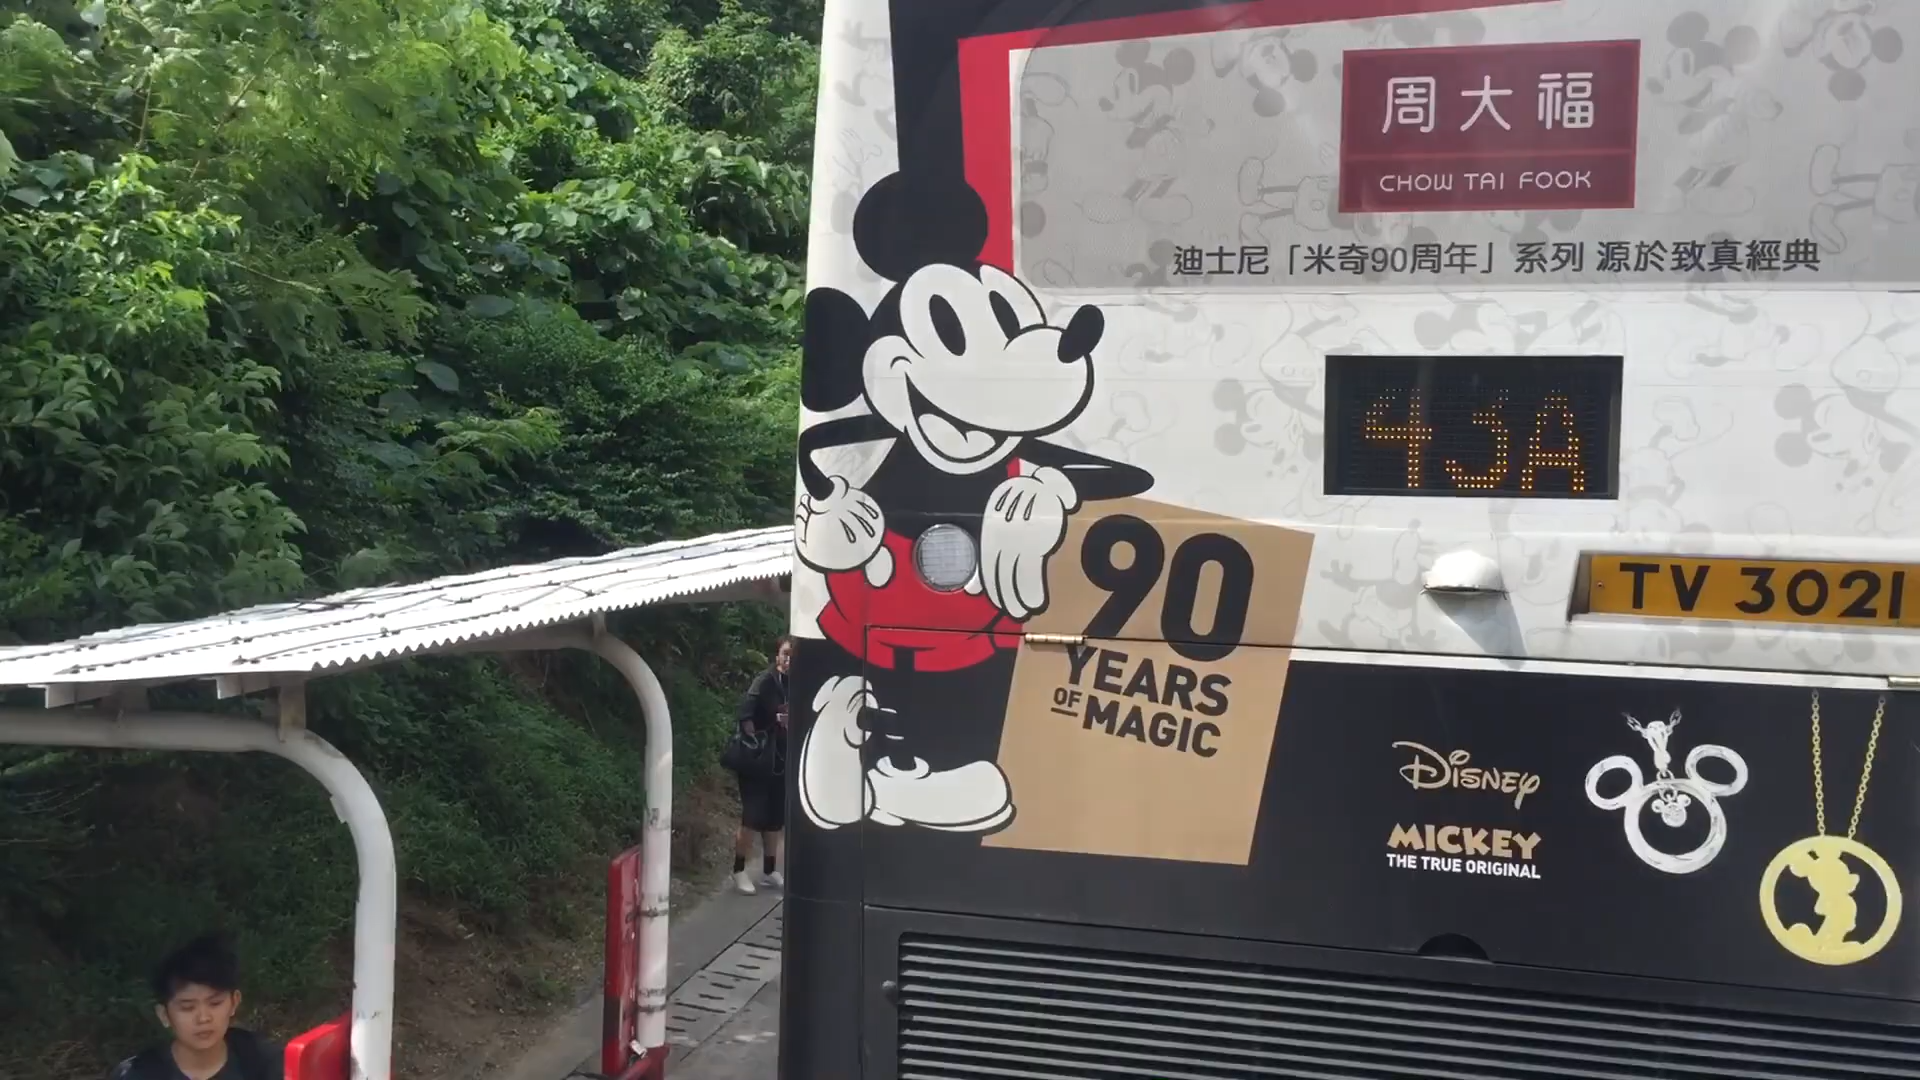 周大福
CHOW TAI FOOK
迪士尼「米奇90周年」系列 源於致真經典
43A
TV 3021
90
YEARS
OF MAGIC
DISNEY
MICKEY
THE TRUE ORIGINAL